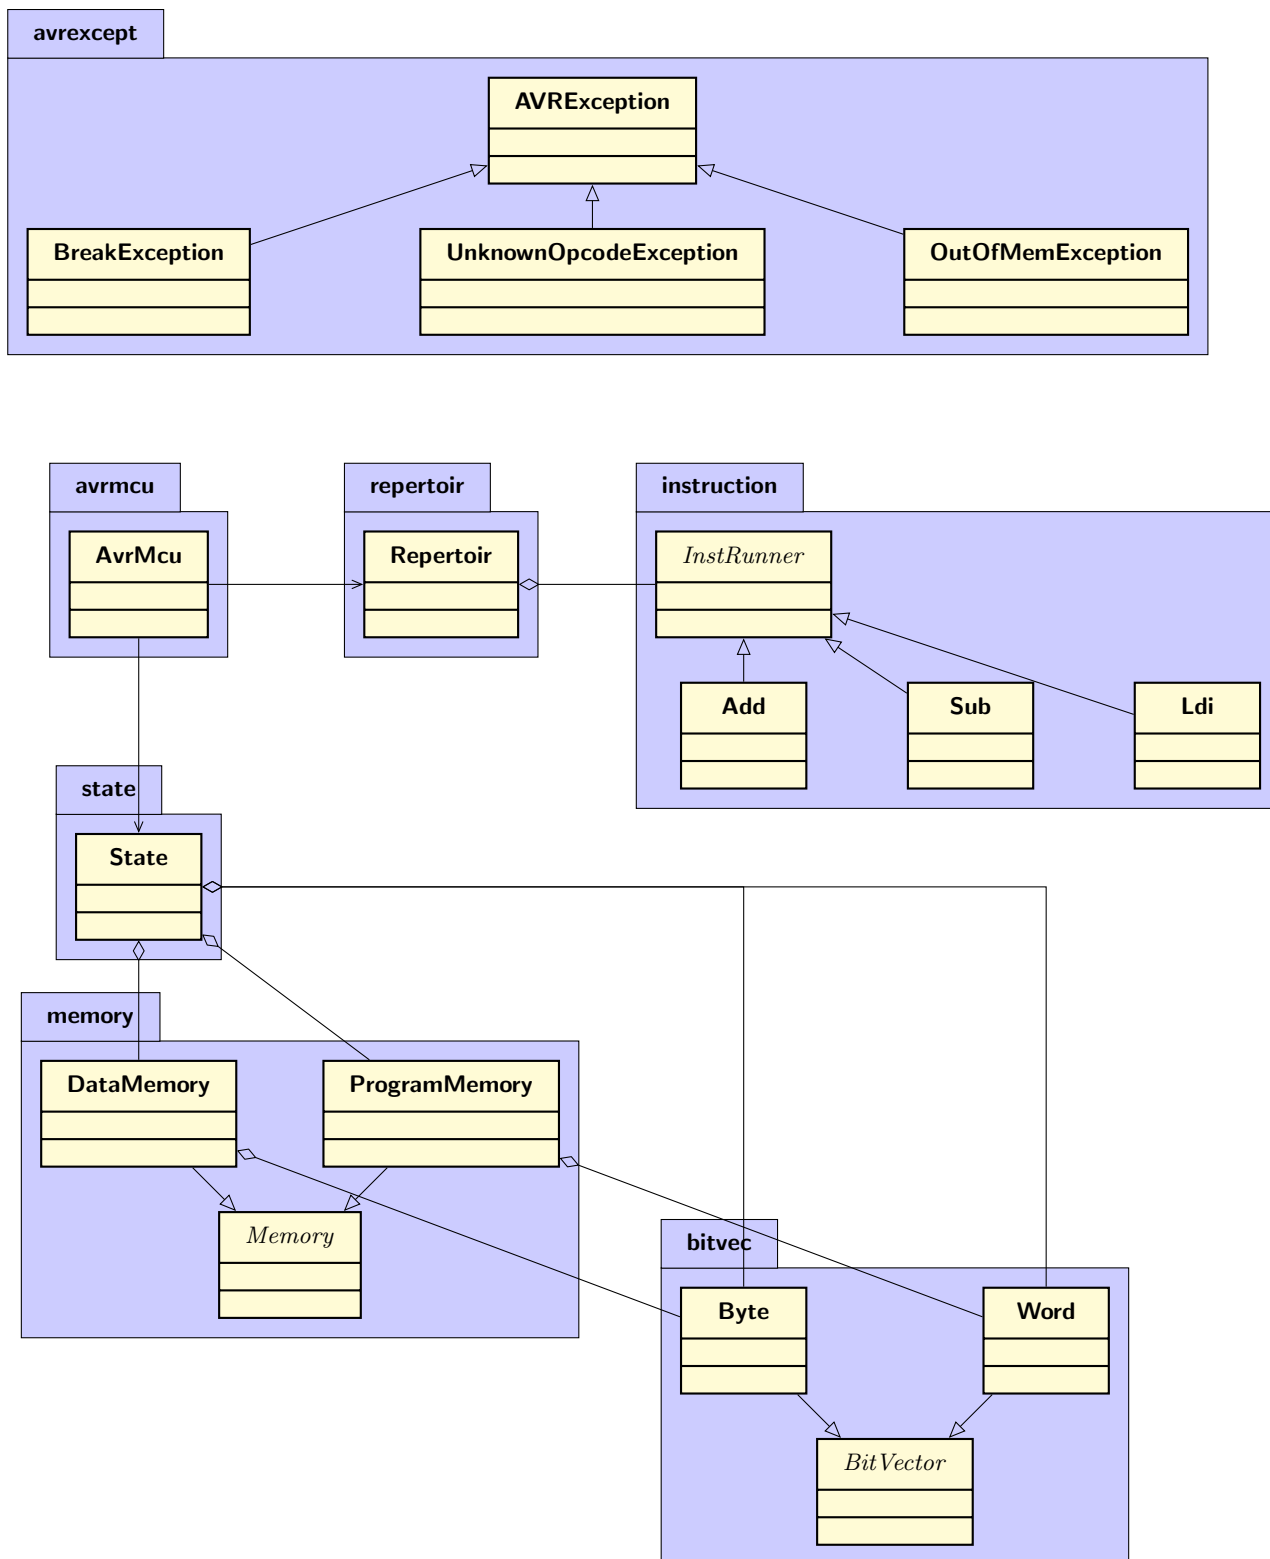 avrexcept
AVRException
BreakException
UnknownOpcodeException
OutOfMemException
avrmcu
repertoir
instruction
AvrMcu
Repertoir
InstRunner
Add
Sub
Ldi
state
State
memory
DataMemory
ProgramMemory
Memory
bitvec
Byte
Word
BitVector